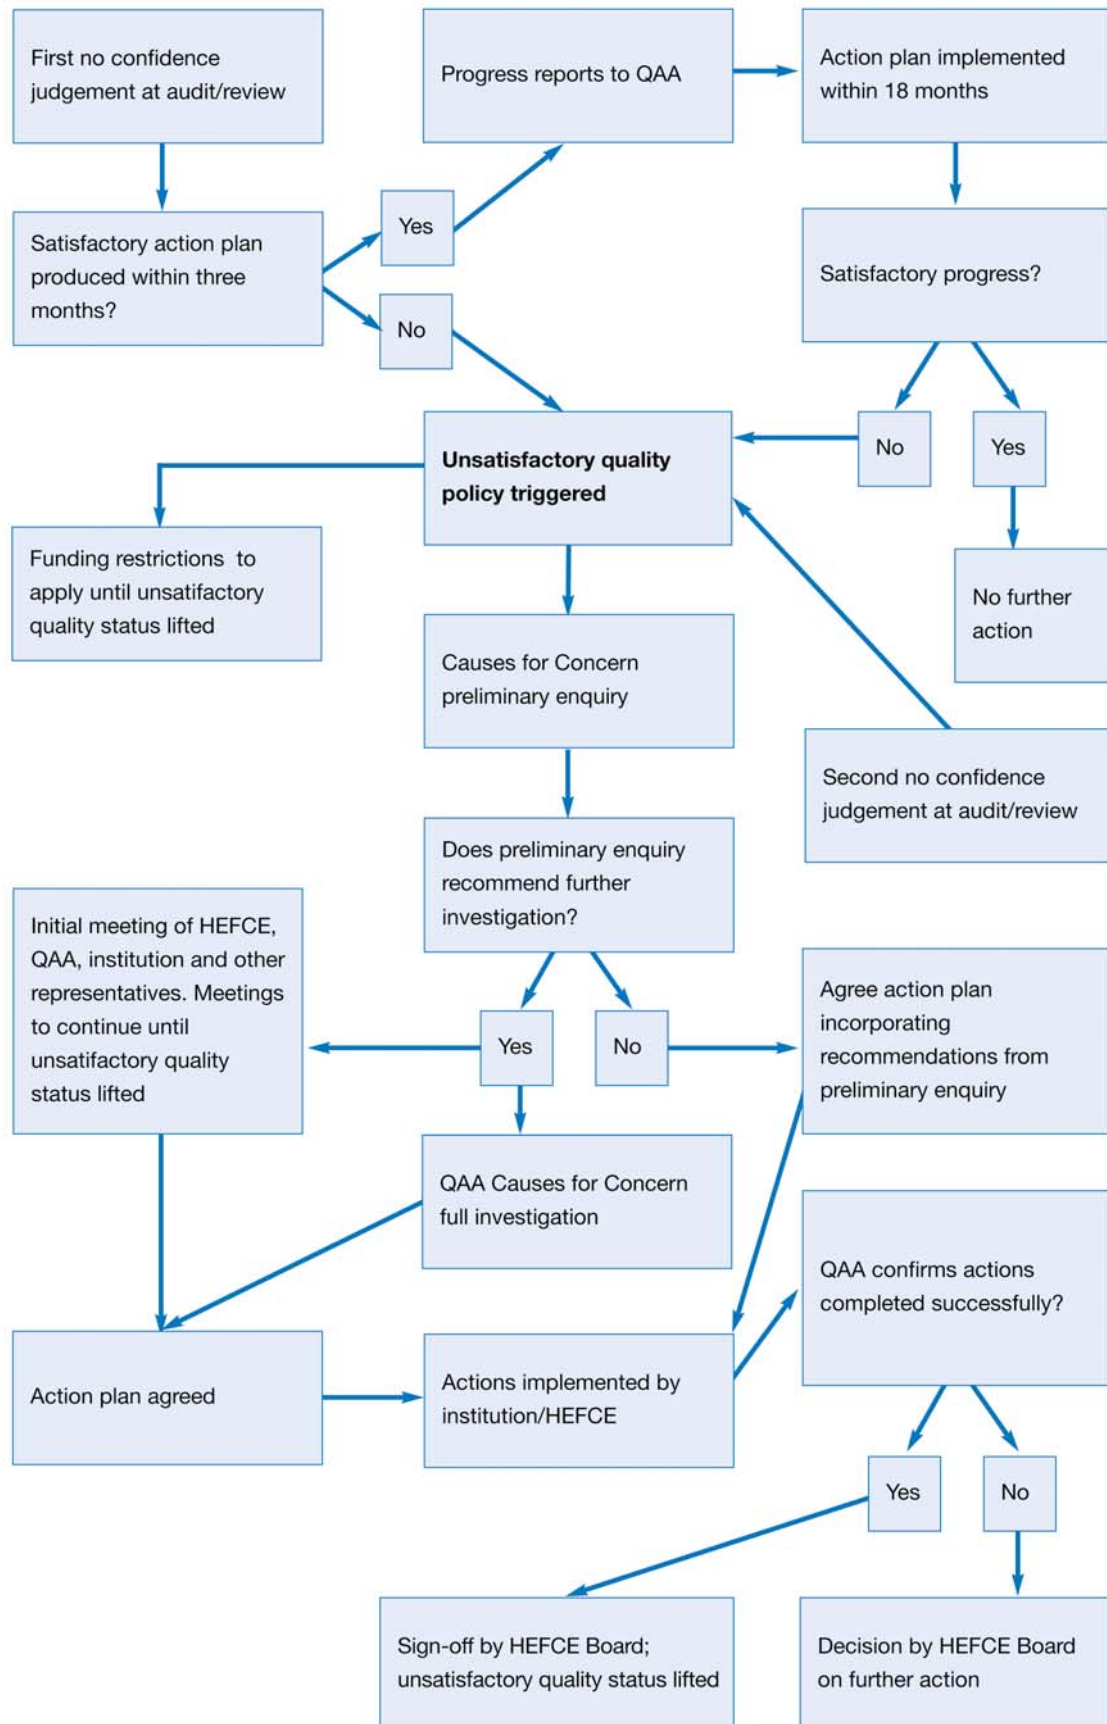 First no confidence
judgement at audit/review
Progress reports to QAA
Action plan implemented
within 18 months
Yes
Satisfactory action plan
produced within three
months?
Satisfactory progress?
No
No
Yes
Unsatisfactory quality
policy triggered
Funding restrictions to
apply until unsatifactory
quality status lifted
No further
action
Causes for Concern
preliminary enquiry
Second no confidence
judgement at audit/review
Does preliminary enquiry
recommend further
investigation?
Initial meeting of HEFCE,
QAA, institution and other
representatives. Meetings
to continue until
unsatifactory quality
status lifted
Yes
No
Agree action plan
incorporating
recommendations from
preliminary enquiry
QAA Causes for Concern
full investigation
QAA confirms actions
completed successfully?
Action plan agreed
Actions implemented by
institution/HEFCE
Yes
No
Sign-off by HEFCE Board;
unsatisfactory quality status lifted
Decision by HEFCE Board
on further action